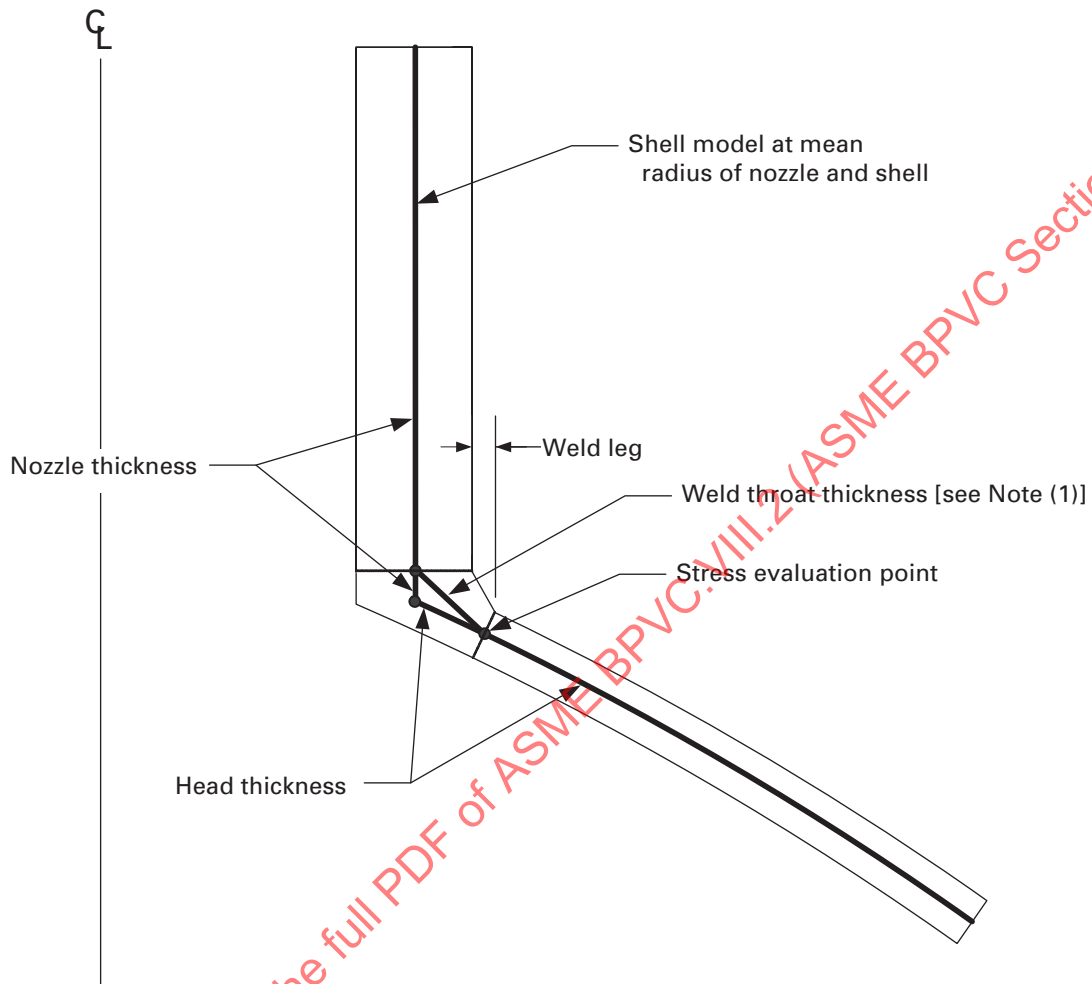 ℄
Shell model at mean
radius of nozzle and shell
Weld leg
Nozzle thickness
Weld throat thickness [see Note (1)]
Stress evaluation point
Head thickness
he full PDF of ASME BPVC.VIII.2 (ASME BPVC Sectio